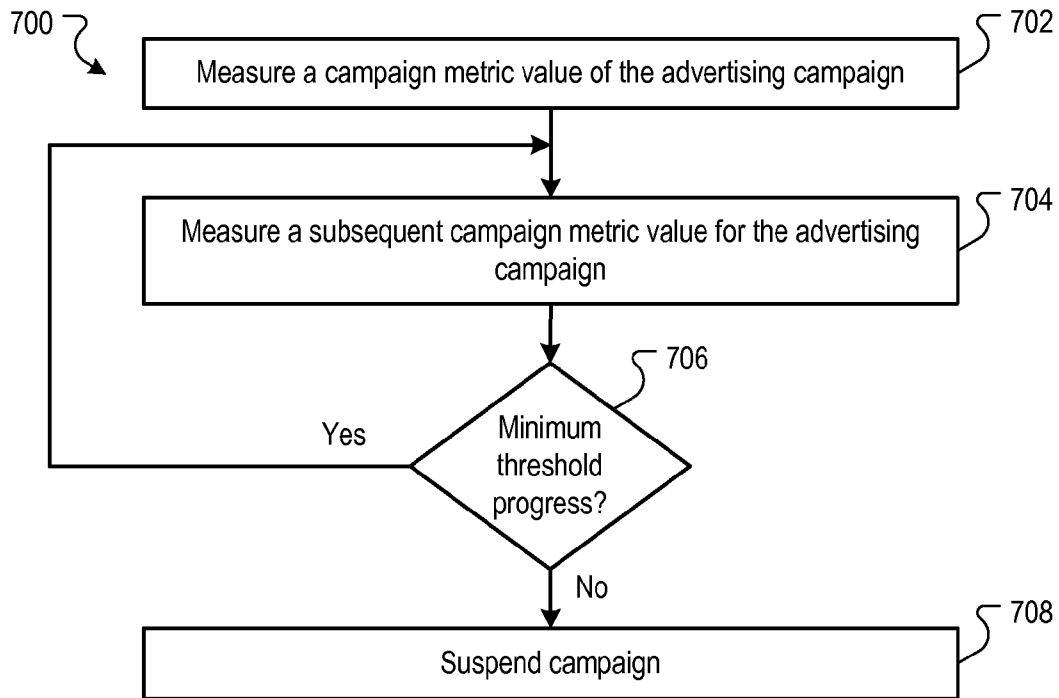 700
702
Measure a campaign metric value of the advertising campaign
704
Measure a subsequent campaign metric value for the advertising
campaign
706
Yes
Minimum
threshold
progress?
No
708
Suspend campaign